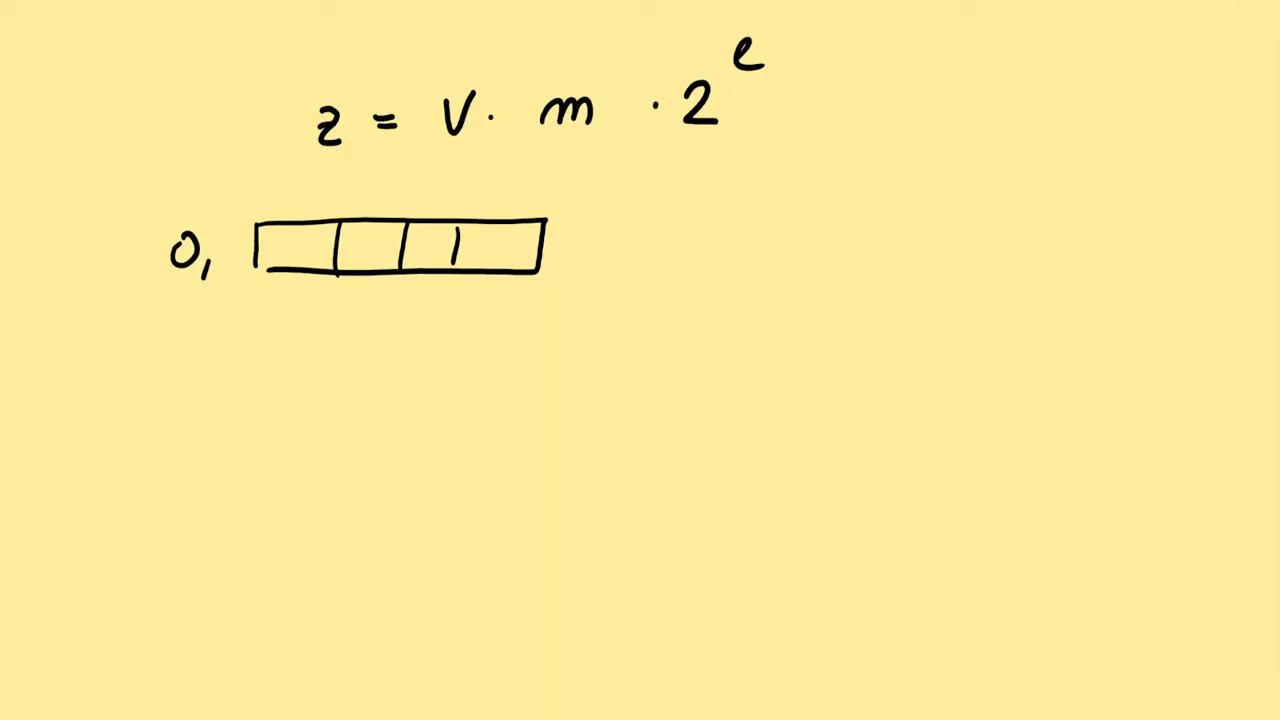 z = V · m · 2^e
0,